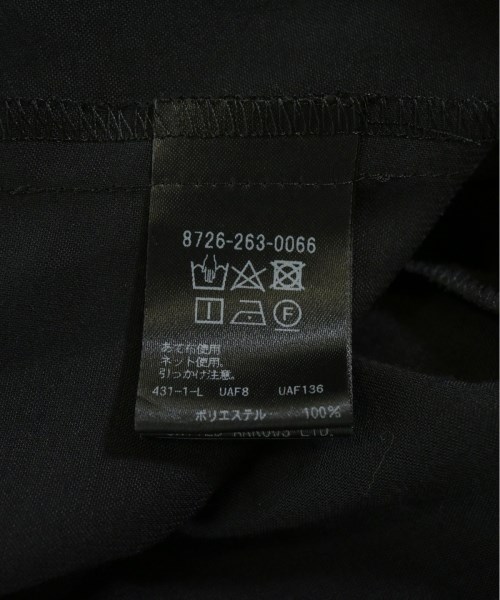 8726-263-0066
F
あて布使用
ネット使用。
引っかけ注意。
431-1-L UAF8 UAF136
ポリエステル 100%
LTD.